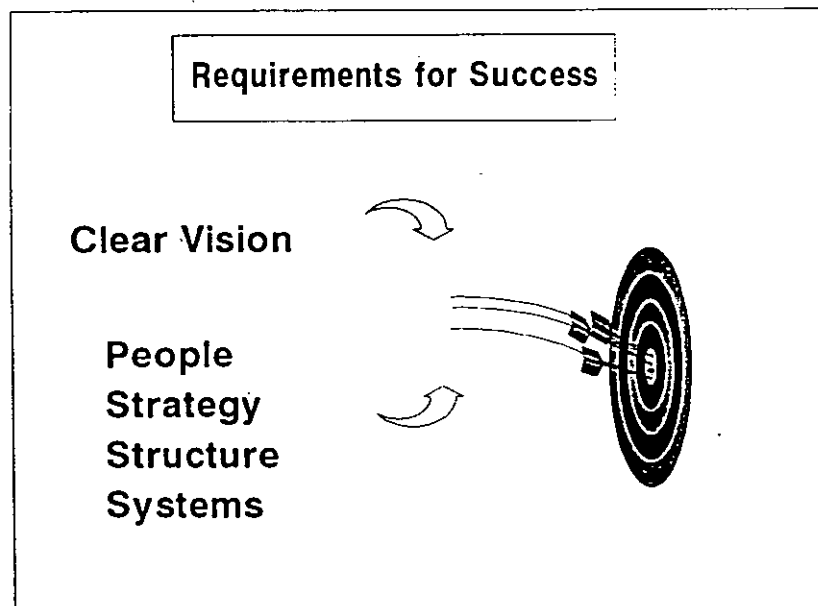 Requirements for Success
Clear Vision
People
Strategy
Structure
Systems